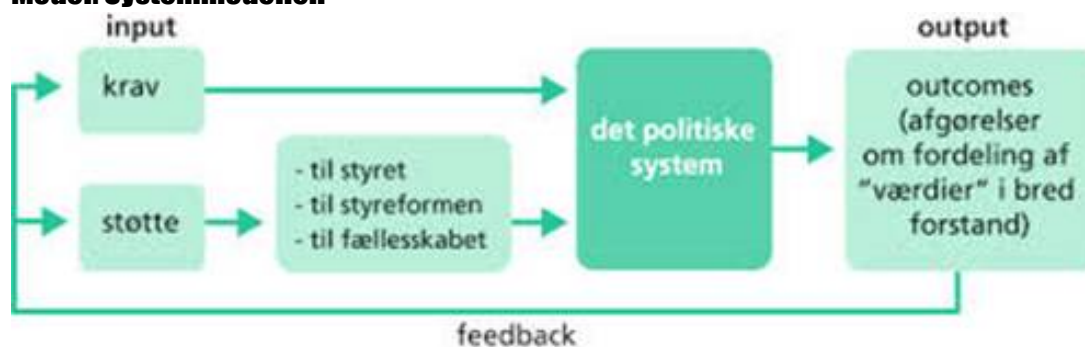 input
output
krav
støtte
- til styret
- til styreformen
- til fællesskabet
det politiske
system
outcomes
(afgørelser
om fordeling af
"værdier" i bred
forstand)
feedback